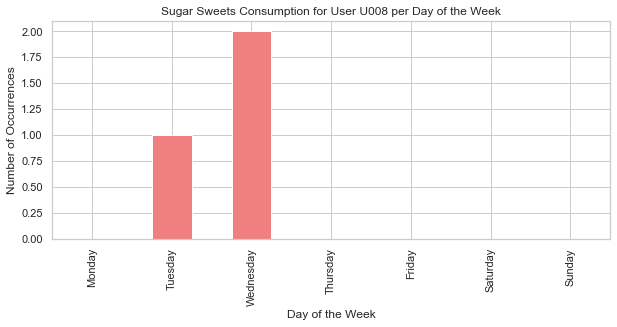 Sugar Sweets Consumption for User U008 per Day of the Week
Number of Occurrences
2.00
1.75
1.50
1.25
1.00
0.75
0.50
0.25
0.00
Monday
Tuesday
Wednesday
Thursday
Friday
Saturday
Sunday
Day of the Week